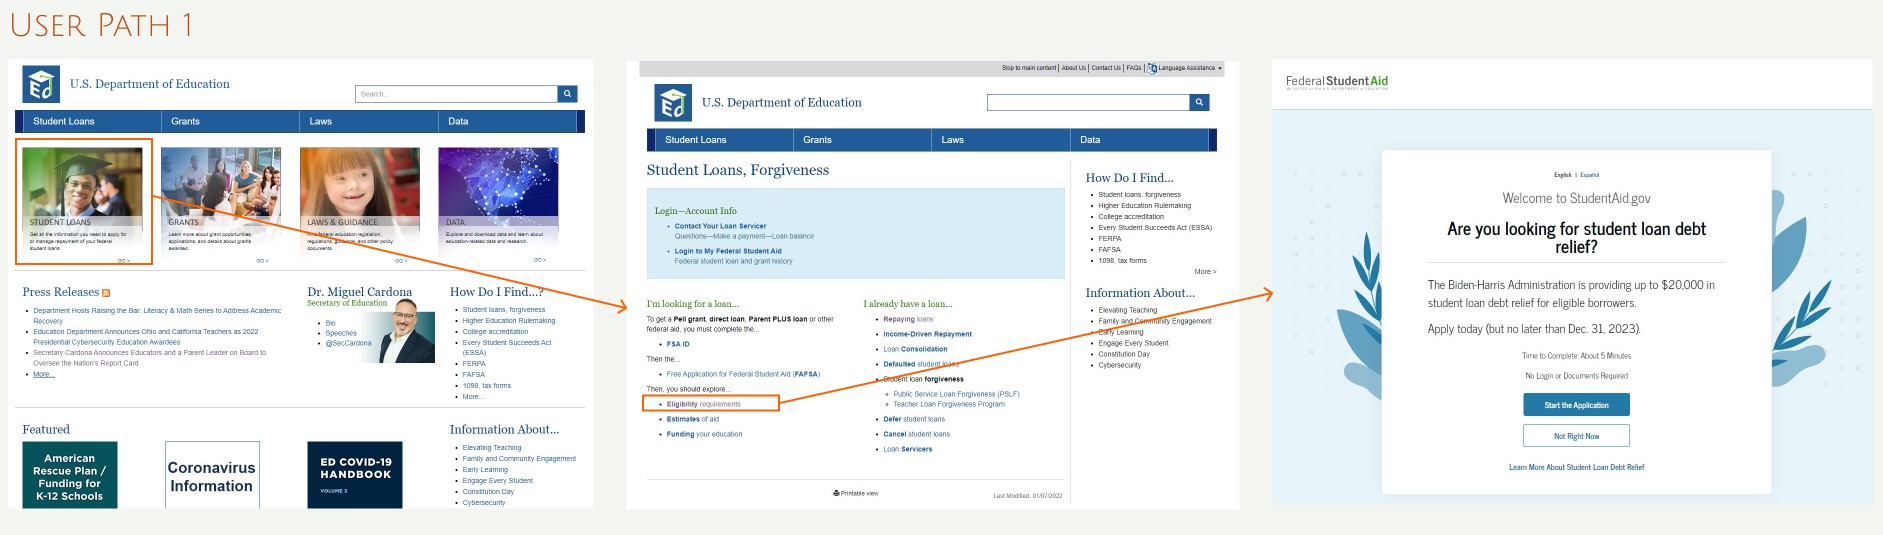 USER PATH 1
U.S. Department of Education
Search...
Student Loans
Grants
Laws
Data
STUDENT LOANS
Get all the information you need to apply for
or manage repayment of your federal
student loans.
GO >
GRANTS
Learn more about grant opportunities
applications, and details about grants
awarded.
GO >
LAWS & GUIDANCE
Find federal education legislation,
regulations, guidance, and other policy
documents.
GO >
DATA
Explore and download data and learn about
education-related data and research.
GO >
Press Releases
Department Hosts Raising the Bar: Literacy & Math Series to Address Academic
Recovery
Education Department Announces Ohio and California Teachers as 2022
Presidential Cybersecurity Education Awardees
Secretary Cardona Announces Educators and a Parent Leader on Board to
Oversee the Nation's Report Card
More...
Dr. Miguel Cardona
Secretary of Education
Bio
Speeches
@SecCardona
How Do I Find...?
Student loans, forgiveness
Higher Education Rulemaking
College accreditation
Every Student Succeeds Act
(ESSA)
FERPA
FAFSA
1098, tax forms
More...
Featured
American
Rescue Plan /
Funding for
K-12 Schools
Coronavirus
Information
ED COVID-19
HANDBOOK
VOLUME 3
Information About...
Elevating Teaching
Family and Community Engagement
Early Learning
Engage Every Student
Constitution Day
Cybersecurity
Skip to main content | About Us | Contact Us | FAQs | Language Assistance
U.S. Department of Education
Student Loans
Grants
Laws
Data
Student Loans, Forgiveness
Login—Account Info
Contact Your Loan Servicer
Questions—Make a payment—Loan balance
Login to My Federal Student Aid
Federal student loan and grant history
I'm looking for a loan...
To get a Pell grant, direct loan, Parent PLUS loan or other
federal aid, you must complete the...
FSA ID
Then the...
Free Application for Federal Student Aid (FAFSA)
Then, you should explore...
Eligibility requirements
Estimates of aid
Funding your education
I already have a loan...
Repaying loans
Income-Driven Repayment
Loan Consolidation
Defaulted student loans
Student loan forgiveness
Public Service Loan Forgiveness (PSLF)
Teacher Loan Forgiveness Program
Defer student loans
Cancel student loans
Loan Servicers
Printable view
Last Modified: 01/07/2022
How Do I Find...
Student loans, forgiveness
Higher Education Rulemaking
College accreditation
Every Student Succeeds Act (ESSA)
FERPA
FAFSA
1098, tax forms
More >
Information About...
Elevating Teaching
Family and Community Engagement
Early Learning
Engage Every Student
Constitution Day
Cybersecurity
Federal Student Aid
English | Español
Welcome to StudentAid.gov
Are you looking for student loan debt
relief?
The Biden-Harris Administration is providing up to $20,000 in
student loan debt relief for eligible borrowers.
Apply today (but no later than Dec. 31, 2023).
Time to Complete: About 5 Minutes
No Login or Documents Required
Start the Application
Not Right Now
Learn More About Student Loan Debt Relief